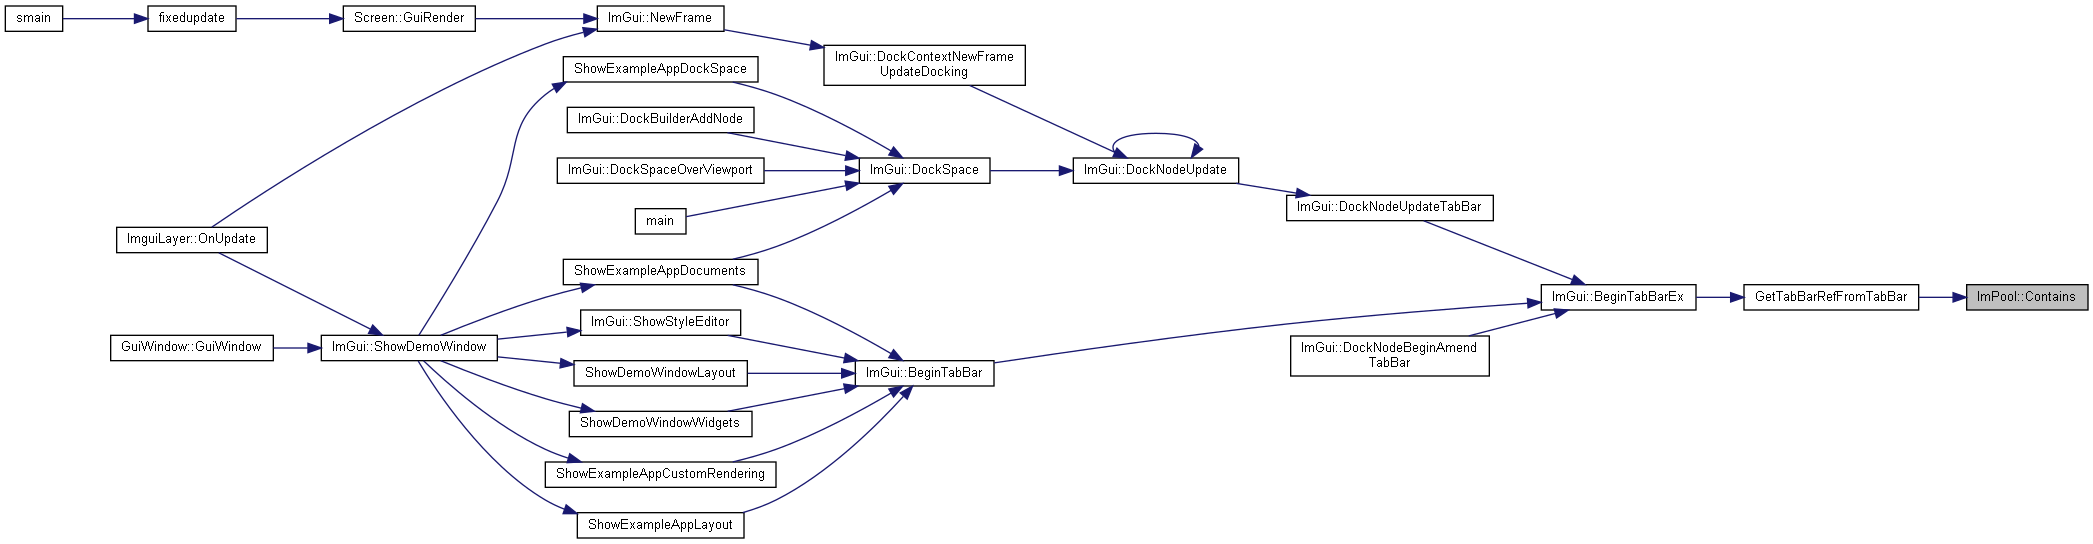 smain
fixedupdate
Screen::GuiRender
ImGui::NewFrame
ImGui::DockContextNewFrame
UpdateDocking
ShowExampleAppDockSpace
ImGui::DockBuilderAddNode
ImGui::DockSpaceOverViewport
ImGui::DockSpace
ImGui::DockNodeUpdate
main
ImGui::DockNodeUpdateTabBar
ImguiLayer::OnUpdate
ShowExampleAppDocuments
ImGui::BeginTabBarEx
GetTabBarRefFromTabBar
ImPool::Contains
ImGui::ShowStyleEditor
GuiWindow::GuiWindow
ImGui::ShowDemoWindow
ImGui::DockNodeBeginAmend
TabBar
ShowDemoWindowLayout
ImGui::BeginTabBar
ShowDemoWindowWidgets
ShowExampleAppCustomRendering
ShowExampleAppLayout